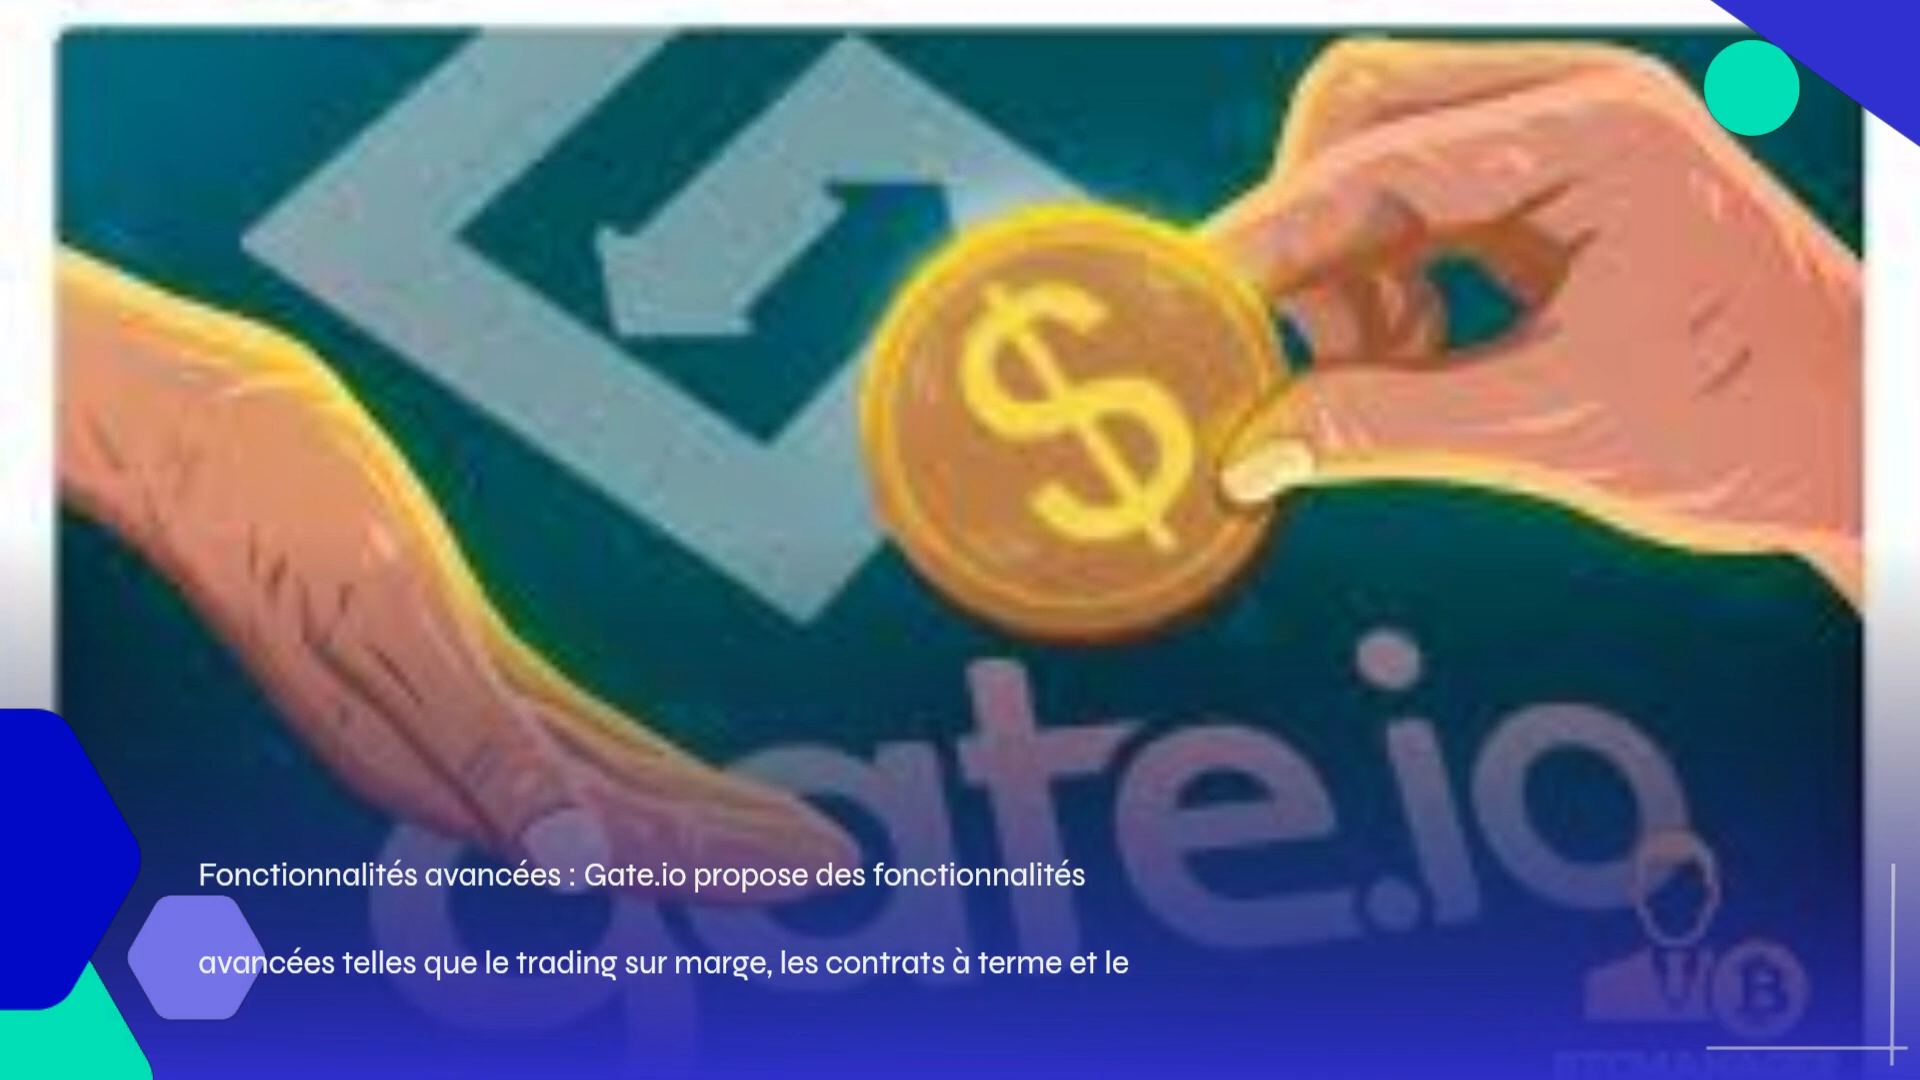 gate.io
Fonctionnalités avancées : Gate.io propose des fonctionnalités
avancées telles que le trading sur marge, les contrats à terme et le